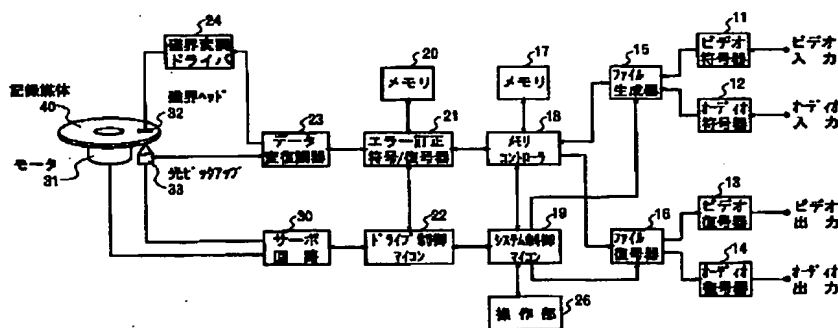 24
磁界変調
ドライバ
記録媒体
40
磁界ヘッド
32
モータ
31
光ピックアップ
33
23
データ
変復調器
20
メモリ
21
エラー訂正
符号/復号器
17
メモリ
18
メモリ
コントローラ
15
ファイル
生成器
11
ビデオ
符号器
ビデオ
入力
12
オーディオ
符号器
オーディオ
入力
30
サーボ
回路
22
ドライブ制御
マイコン
19
システム制御
マイコン
16
ファイル
復号器
13
ビデオ
復号器
ビデオ
出力
14
オーディオ
復号器
オーディオ
出力
26
操作部